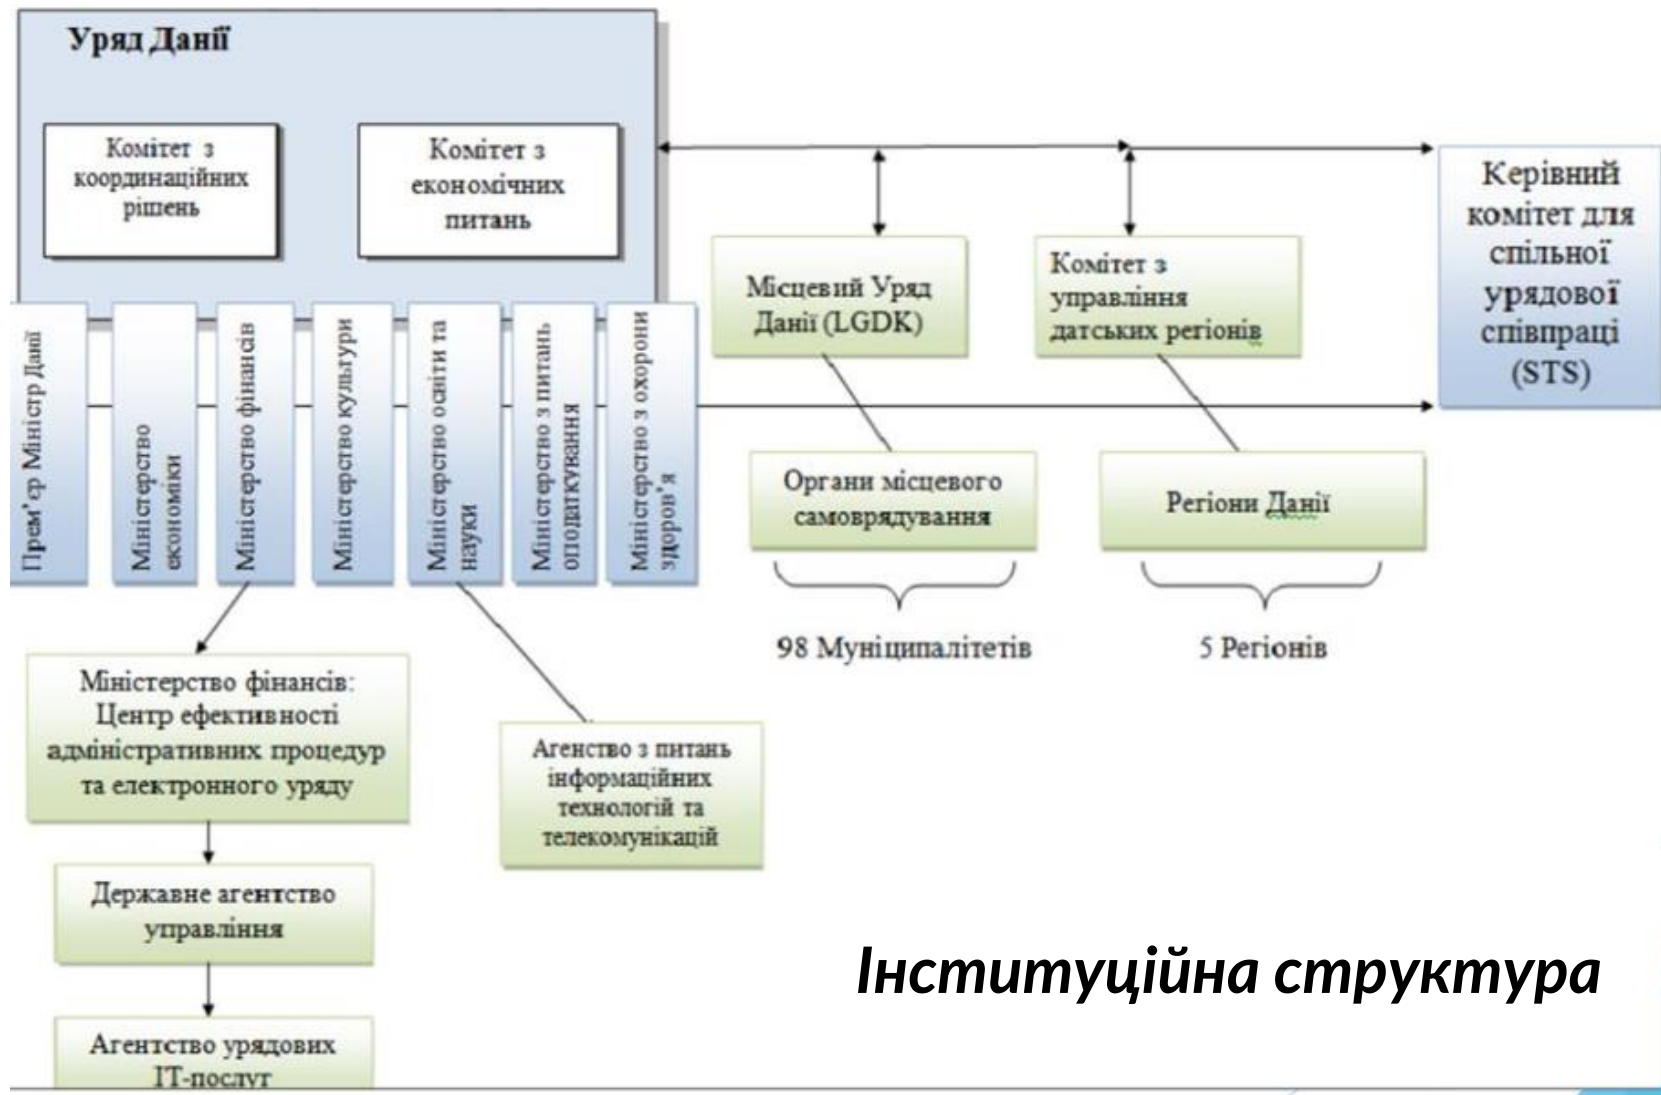 Уряд Данії
Комітет з
координаційних
рішень
Комітет з
економічних
питань
Керівний
комітет для
спільної
урядової
співпраці
(STS)
Місцевий Уряд
Данії (LGDK)
Комітет з
управління
датських регіонів
Прем’єр Міністр Данії
Міністерство
економіки
Міністерство фінансів
Міністерство культури
Міністерство освіти та
науки
Міністерство з питань
оподаткування
Міністерство з охорони
здоров’я
Органи місцевого
самоврядування
Регіони Данії
98 Муніципалітетів
5 Регіонів
Міністерство фінансів:
Центр ефективності
адміністративних процедур
та електронного уряду
Агенство з питань
інформаційних
технологій та
телекомунікацій
Державне агентство
управління
Агентство урядових
ІТ-послуг
Інституційна структура